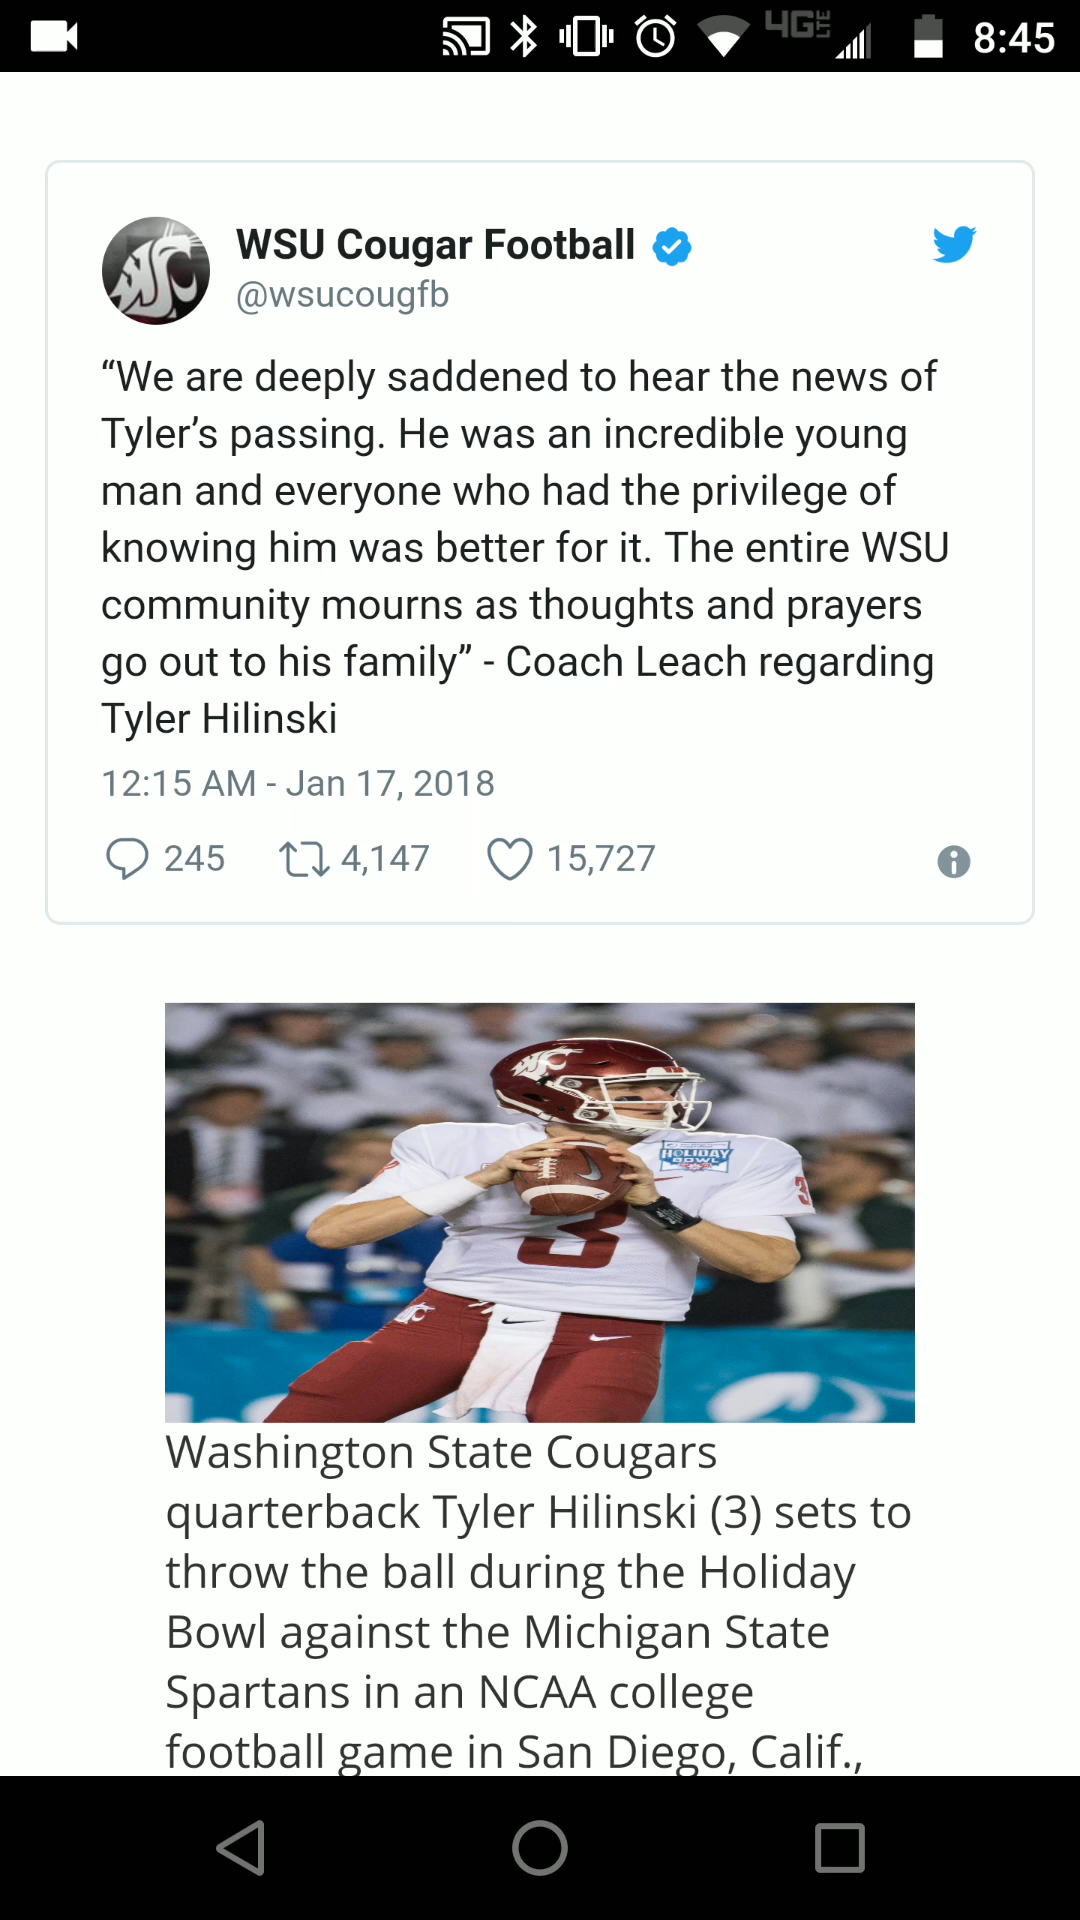 4G LTE 8:45
WSU Cougar Football
@wsucougfb
“We are deeply saddened to hear the news of
Tyler’s passing. He was an incredible young
man and everyone who had the privilege of
knowing him was better for it. The entire WSU
community mourns as thoughts and prayers
go out to his family” - Coach Leach regarding
Tyler Hilinski
12:15 AM - Jan 17, 2018
245 4,147 15,727
HOLIDAY
BOWL
3
3
Washington State Cougars
quarterback Tyler Hilinski (3) sets to
throw the ball during the Holiday
Bowl against the Michigan State
Spartans in an NCAA college
football game in San Diego, Calif.,